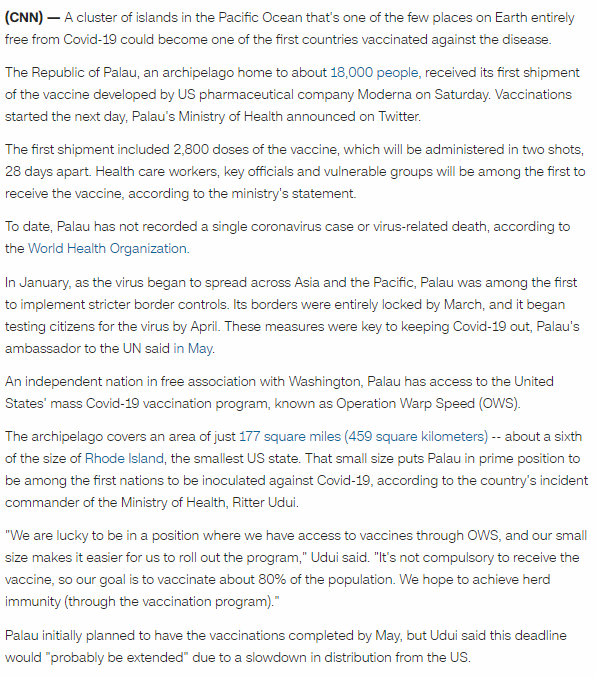 (CNN) — A cluster of islands in the Pacific Ocean that's one of the few places on Earth entirely
free from Covid-19 could become one of the first countries vaccinated against the disease.
The Republic of Palau, an archipelago home to about 18,000 people, received its first shipment
of the vaccine developed by US pharmaceutical company Moderna on Saturday. Vaccinations
started the next day, Palau's Ministry of Health announced on Twitter.
The first shipment included 2,800 doses of the vaccine, which will be administered in two shots,
28 days apart. Health care workers, key officials and vulnerable groups will be among the first to
receive the vaccine, according to the ministry's statement.
To date, Palau has not recorded a single coronavirus case or virus-related death, according to
the World Health Organization.
In January, as the virus began to spread across Asia and the Pacific, Palau was among the first
to implement stricter border controls. Its borders were entirely locked by March, and it began
testing citizens for the virus by April. These measures were key to keeping Covid-19 out, Palau's
ambassador to the UN said in May.
An independent nation in free association with Washington, Palau has access to the United
States' mass Covid-19 vaccination program, known as Operation Warp Speed (OWS).
The archipelago covers an area of just 177 square miles (459 square kilometers) -- about a sixth
of the size of Rhode Island, the smallest US state. That small size puts Palau in prime position to
be among the first nations to be inoculated against Covid-19, according to the country's incident
commander of the Ministry of Health, Ritter Udui.
"We are lucky to be in a position where we have access to vaccines through OWS, and our small
size makes it easier for us to roll out the program," Udui said. "It's not compulsory to receive the
vaccine, so our goal is to vaccinate about 80% of the population. We hope to achieve herd
immunity (through the vaccination program)."
Palau initially planned to have the vaccinations completed by May, but Udui said this deadline
would "probably be extended" due to a slowdown in distribution from the US.